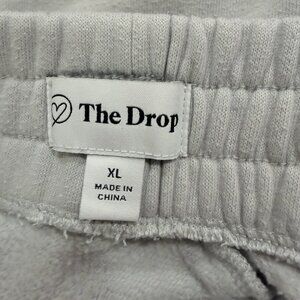 The Drop
XL
MADE IN
CHINA